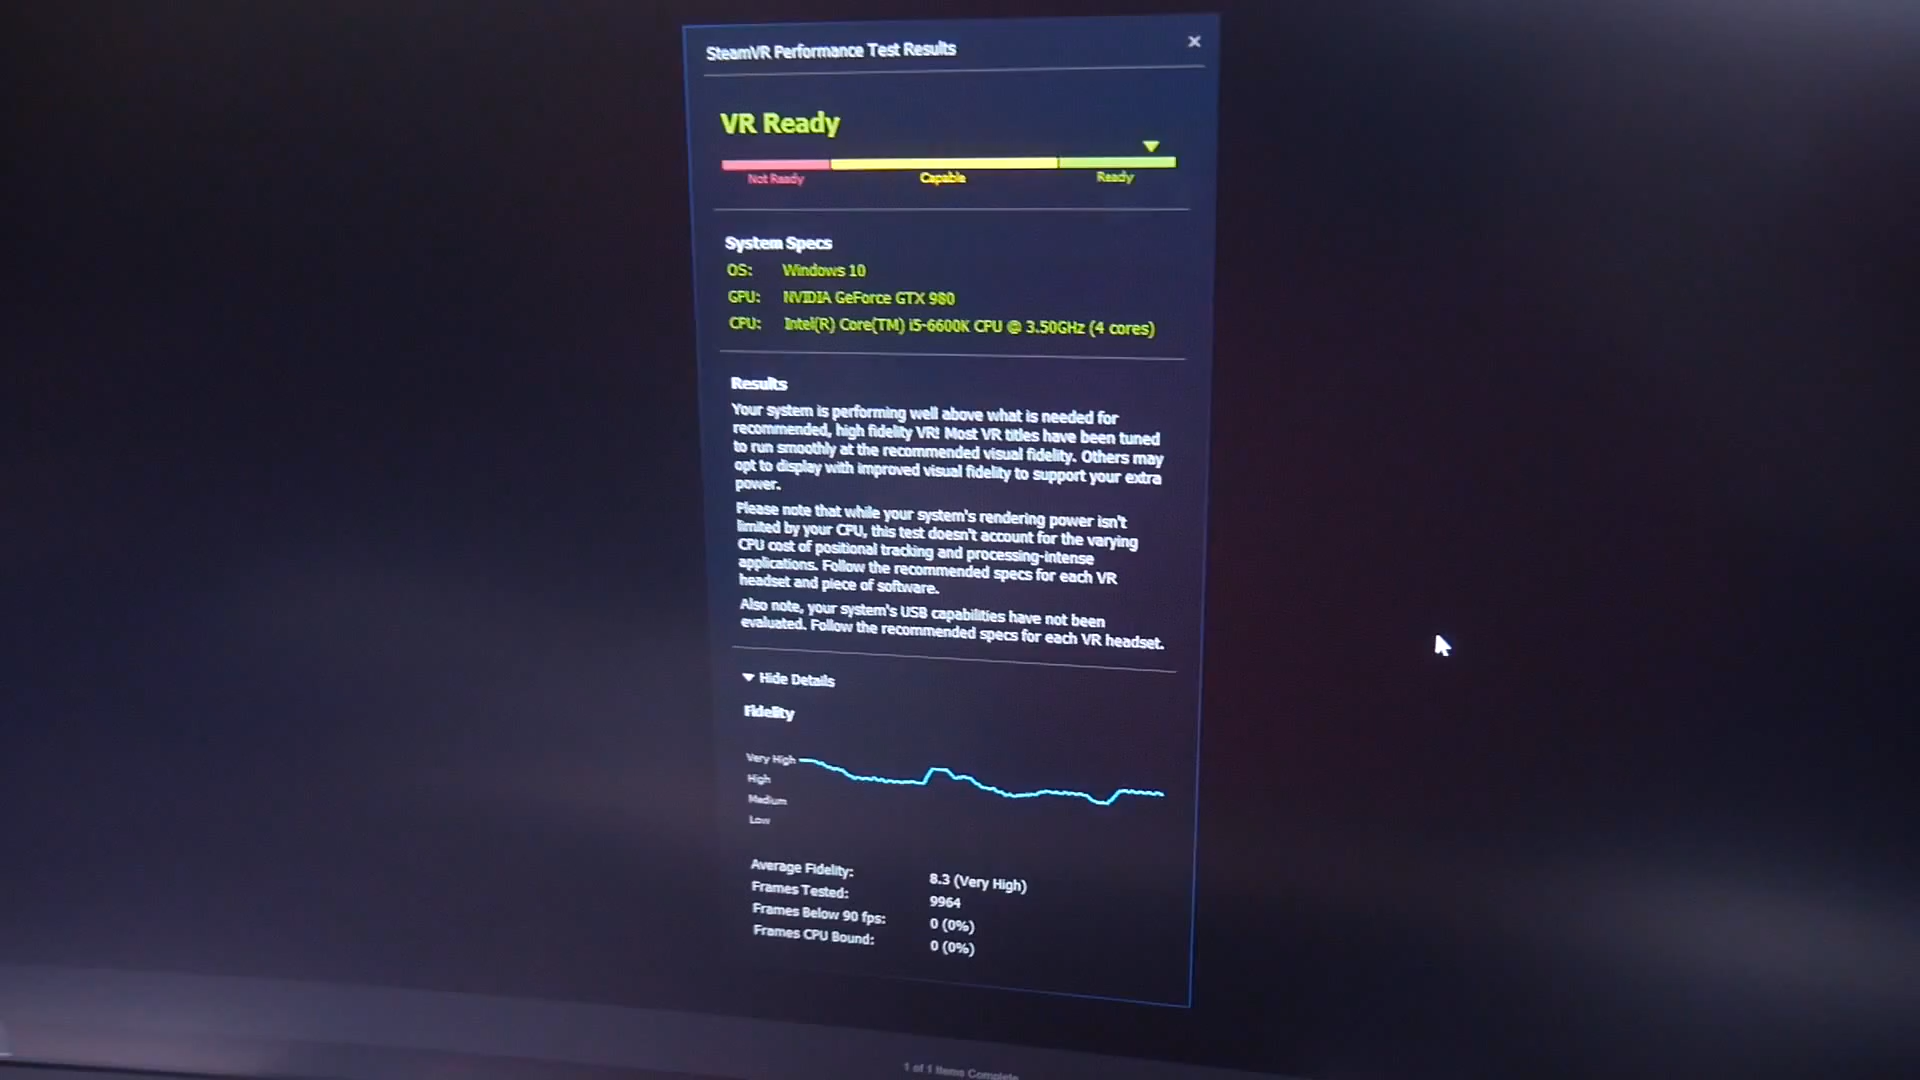 SteamVR Performance Test Results
VR Ready
Not Ready
Capable
Ready
System Specs
OS: Windows 10
GPU: NVIDIA GeForce GTX 980
CPU: Intel(R) Core(TM) i5-6600K CPU @ 3.50GHz (4 cores)
Results
Your system is performing well above what is needed for
recommended, high fidelity VR! Most VR titles have been tuned
to run smoothly at the recommended visual fidelity. Others may
opt to display with improved visual fidelity to support your extra
power.
Please note that while your system's rendering power isn't
limited by your CPU, this test doesn't account for the varying
CPU cost of positional tracking and processing-intense
applications. Follow the recommended specs for each VR
headset and piece of software.
Also note, your system's USB capabilities have not been
evaluated. Follow the recommended specs for each VR headset.
Hide Details
Fidelity
Very High
High
Medium
Low
Average Fidelity: 8.3 (Very High)
Frames Tested: 9964
Frames Below 90 fps: 0 (0%)
Frames CPU Bound: 0 (0%)
1 of 1 Items Complete